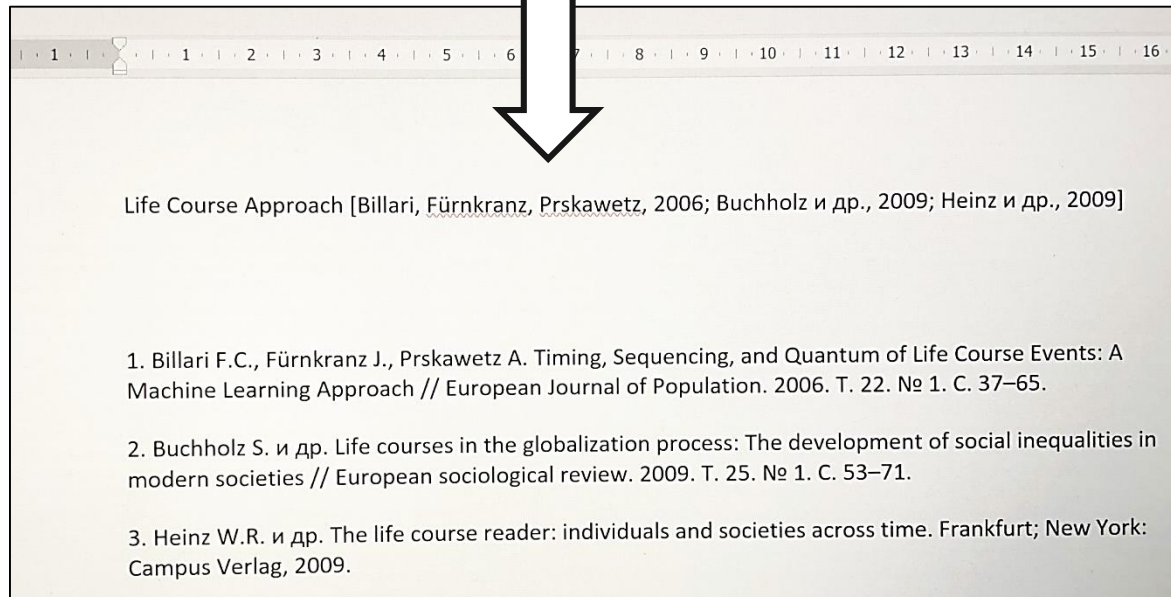 1 1 2 3 4 5 6 7 8 9 10 11 12 13 14 15 16
Life Course Approach [Billari, Fürnkranz, Prskawetz, 2006; Buchholz и др., 2009; Heinz и др., 2009]
1. Billari F.C., Fürnkranz J., Prskawetz A. Timing, Sequencing, and Quantum of Life Course Events: A
Machine Learning Approach // European Journal of Population. 2006. Т. 22. № 1. С. 37–65.
2. Buchholz S. и др. Life courses in the globalization process: The development of social inequalities in
modern societies // European sociological review. 2009. Т. 25. № 1. С. 53–71.
3. Heinz W.R. и др. The life course reader: individuals and societies across time. Frankfurt; New York:
Campus Verlag, 2009.